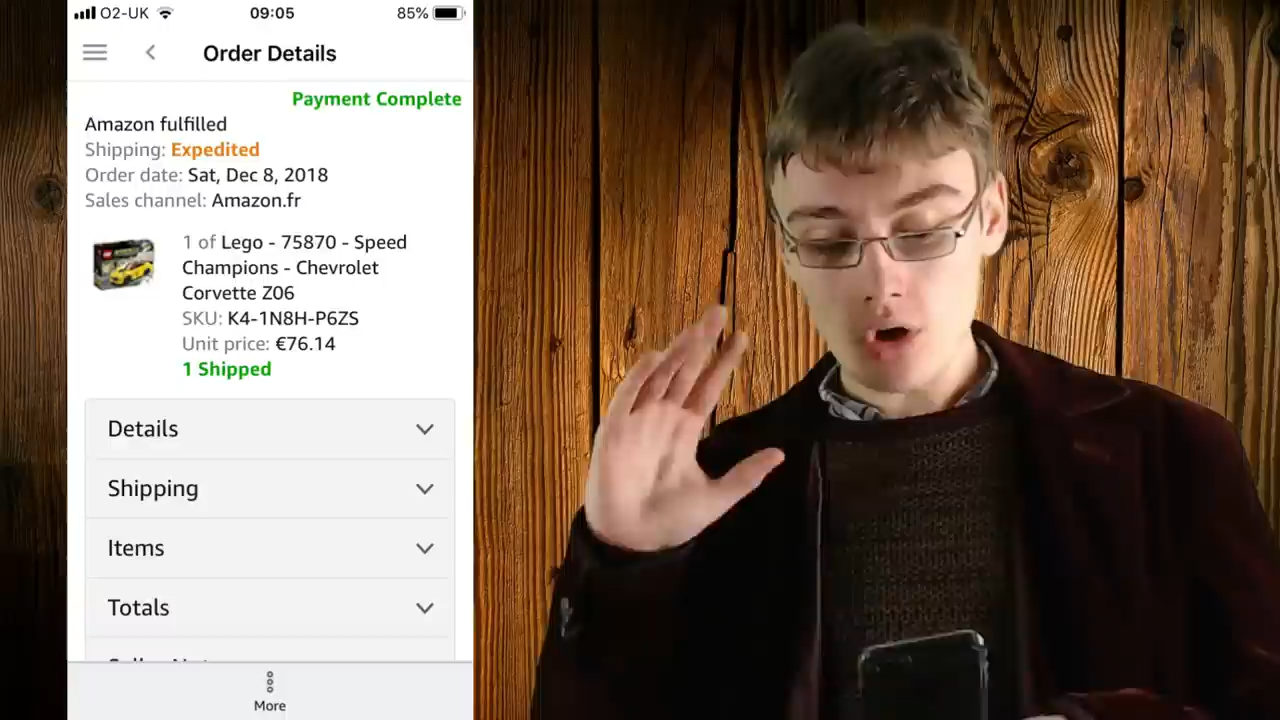 O2-UK 09:05 85%
Order Details
Payment Complete
Amazon fulfilled
Shipping: Expedited
Order date: Sat, Dec 8, 2018
Sales channel: Amazon.fr
1 of Lego - 75870 - Speed
Champions - Chevrolet
Corvette Z06
SKU: K4-1N8H-P6ZS
Unit price: €76.14
1 Shipped
Details
Shipping
Items
Totals
More